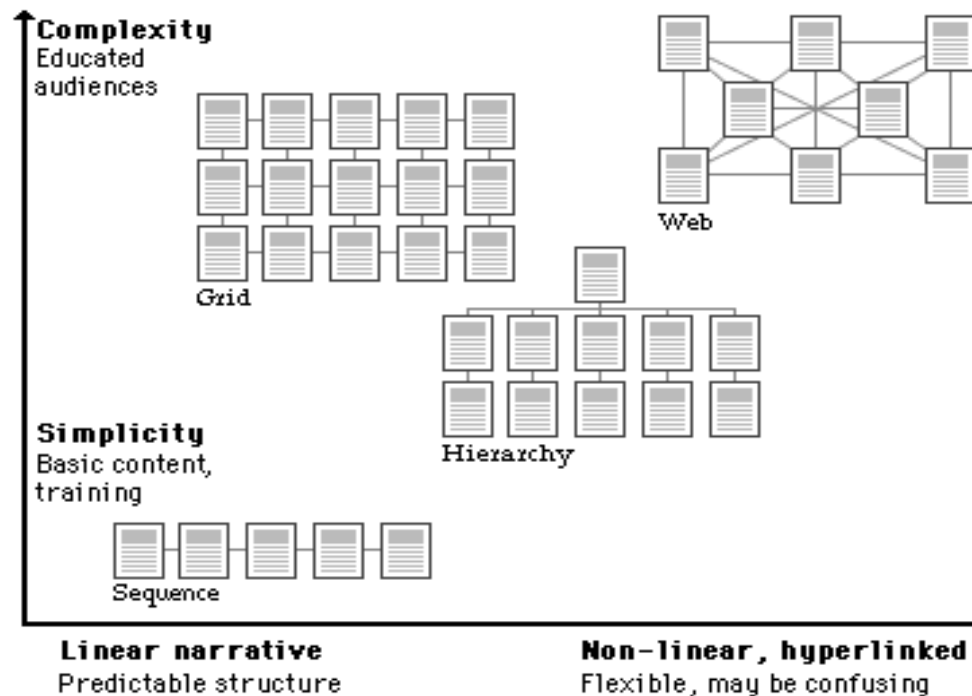 Complexity
Educated
audiences
Grid
Web
Hierarchy
Simplicity
Basic content,
training
Sequence
Linear narrative
Predictable structure
Non-linear, hyperlinked
Flexible, may be confusing